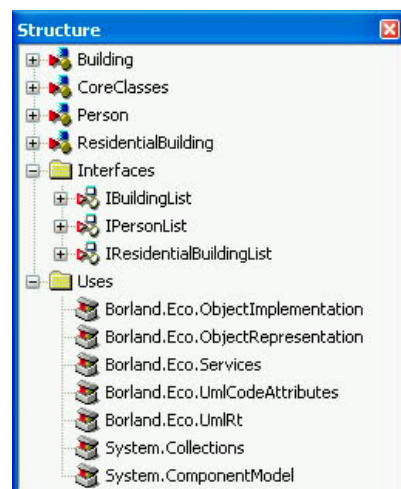 Structure
Building
CoreClasses
Person
ResidentialBuilding
Interfaces
IBuildingList
IPersonList
IResidentialBuildingList
Uses
Borland.Eco.ObjectImplementation
Borland.Eco.ObjectRepresentation
Borland.Eco.Services
Borland.Eco.UmlCodeAttributes
Borland.Eco.UmlRt
System.Collections
System.ComponentModel